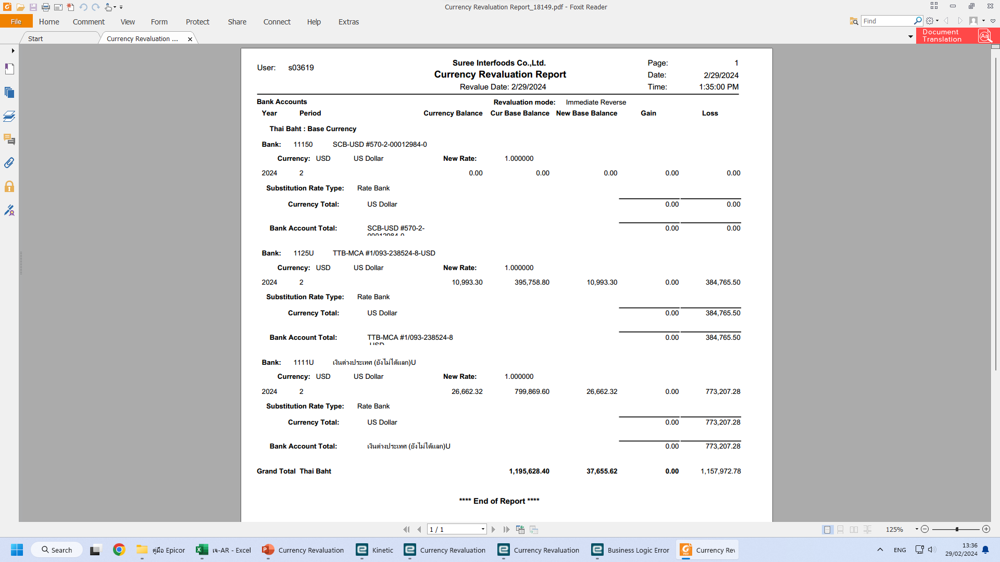 Currency Revaluation Report_18149.pdf - Foxit Reader
File Home Comment View Form Protect Share Connect Help Extras
Find
Start
Currency Revaluation ...
Document
Translation
User: s03619
Suree Interfoods Co.,Ltd.
Page: 1
Currency Revaluation Report
Date: 2/29/2024
Revalue Date: 2/29/2024
Time: 1:35:00 PM
Bank Accounts
Revaluation mode: Immediate Reverse
Year Period Currency Balance Cur Base Balance New Base Balance Gain Loss
Thai Baht : Base Currency
Bank: 11150 SCB-USD #570-2-00012984-0
Currency: USD US Dollar New Rate: 1.000000
2024 2 0.00 0.00 0.00 0.00 0.00
Substitution Rate Type: Rate Bank
Currency Total: US Dollar 0.00 0.00
Bank Account Total: SCB-USD #570-2- 0.00 0.00
00012984-0
Bank: 1125U TTB-MCA #1/093-238524-8-USD
Currency: USD US Dollar New Rate: 1.000000
2024 2 10,993.30 395,758.80 10,993.30 0.00 384,765.50
Substitution Rate Type: Rate Bank
Currency Total: US Dollar 0.00 384,765.50
Bank Account Total: TTB-MCA #1/093-238524-8 0.00 384,765.50
-USD
Bank: 1111U เงินต่างประเทศ (ยังไม่ได้แลก)U
Currency: USD US Dollar New Rate: 1.000000
2024 2 26,662.32 799,869.60 26,662.32 0.00 773,207.28
Substitution Rate Type: Rate Bank
Currency Total: US Dollar 0.00 773,207.28
Bank Account Total: เงินต่างประเทศ (ยังไม่ได้แลก)U 0.00 773,207.28
Grand Total Thai Baht 1,195,628.40 37,655.62 0.00 1,157,972.78
**** End of Report ****
1 / 1
125%
Search
คู่มือ Epicor
เจ-AR - Excel
Currency Revaluation
Kinetic
Currency Revaluation
Currency Revaluation
Business Logic Error
Currency Rev
ENG
13:36
29/02/2024